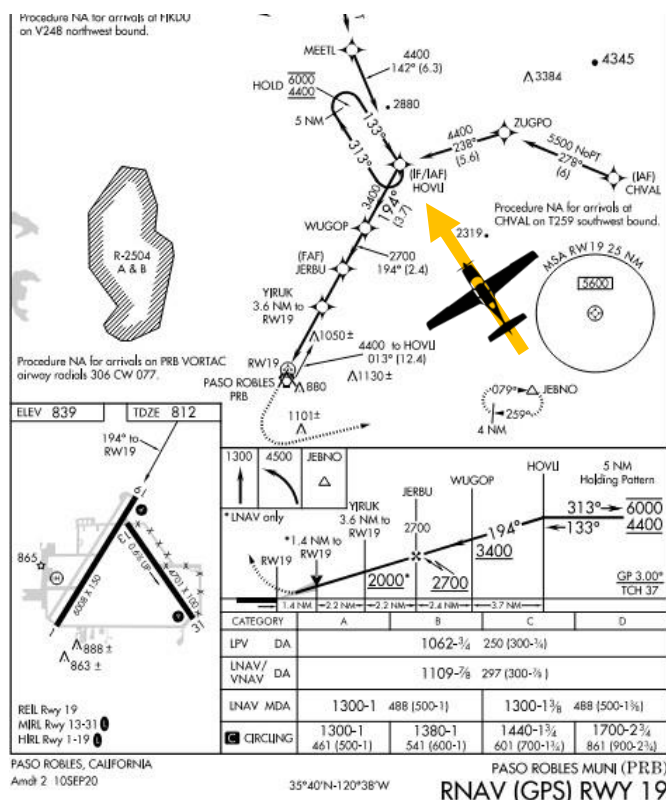 Procedure NA for arrivals at FIKDU
on V248 northwest bound.
MEETL
4400
142° (6.3)
HOLD 6000
4400
5 NM
2880
3384
4345
133°
313°
ZUGPO
4400
238°
(5.6)
5500 NoPT
278°
(6)
(IAF)
CHVAL
(IF/IAF)
HOVLI
3400
194°
(3.7)
Procedure NA for arrivals at
CHVAL on T259 southwest bound.
R-2504
A & B
WUGOP
2319
(FAF)
JERBU
2700
194° (2.4)
MSA RW19 25 NM
5600
YIRUK
3.6 NM to
RW19
1050 ±
4400 to HOVLI
013° (12.4)
Procedure NA for arrivals on PRB VORTAC
airway radials 306 CW 077.
RW19
PASO ROBLES
PRB
880
1130 ±
1101 ±
079°
JEBNO
259°
4 NM
ELEV 839
TDZE 812
194° to
RW19
19
865
6008 X 150
0.6% UP
13
4701 X 100
V
V
H
1
31
888 ±
863 ±
REIL Rwy 19
MIRL Rwy 13-31 L
HIRL Rwy 1-19 L
1300
4500
JEBNO
*LNAV only
HOVLI
5 NM
Holding Pattern
WUGOP
JERBU
YIRUK
3.6 NM to
RW19
*1.4 NM to
RW19
RW19
2700
313°
6000
133°
4400
194°
3400
2000*
2700
GP 3.00°
TCH 37
1.4 NM
2.2 NM
2.2 NM
2.4 NM
3.7 NM
CATEGORY A B C D
LPV DA 1062-¾ 250 (300-¾)
LNAV/
VNAV DA 1109-⅞ 297 (300-⅞)
LNAV MDA 1300-1 488 (500-1) 1300-1⅜ 488 (500-1⅜)
C CIRCLING 1300-1 1380-1 1440-1¾ 1700-2¾
461 (500-1) 541 (600-1) 601 (700-1¾) 861 (900-2¾)
PASO ROBLES, CALIFORNIA
PASO ROBLES MUNI (PRB)
Amdt 2 10SEP20
35°40'N-120°38'W
RNAV (GPS) RWY 19